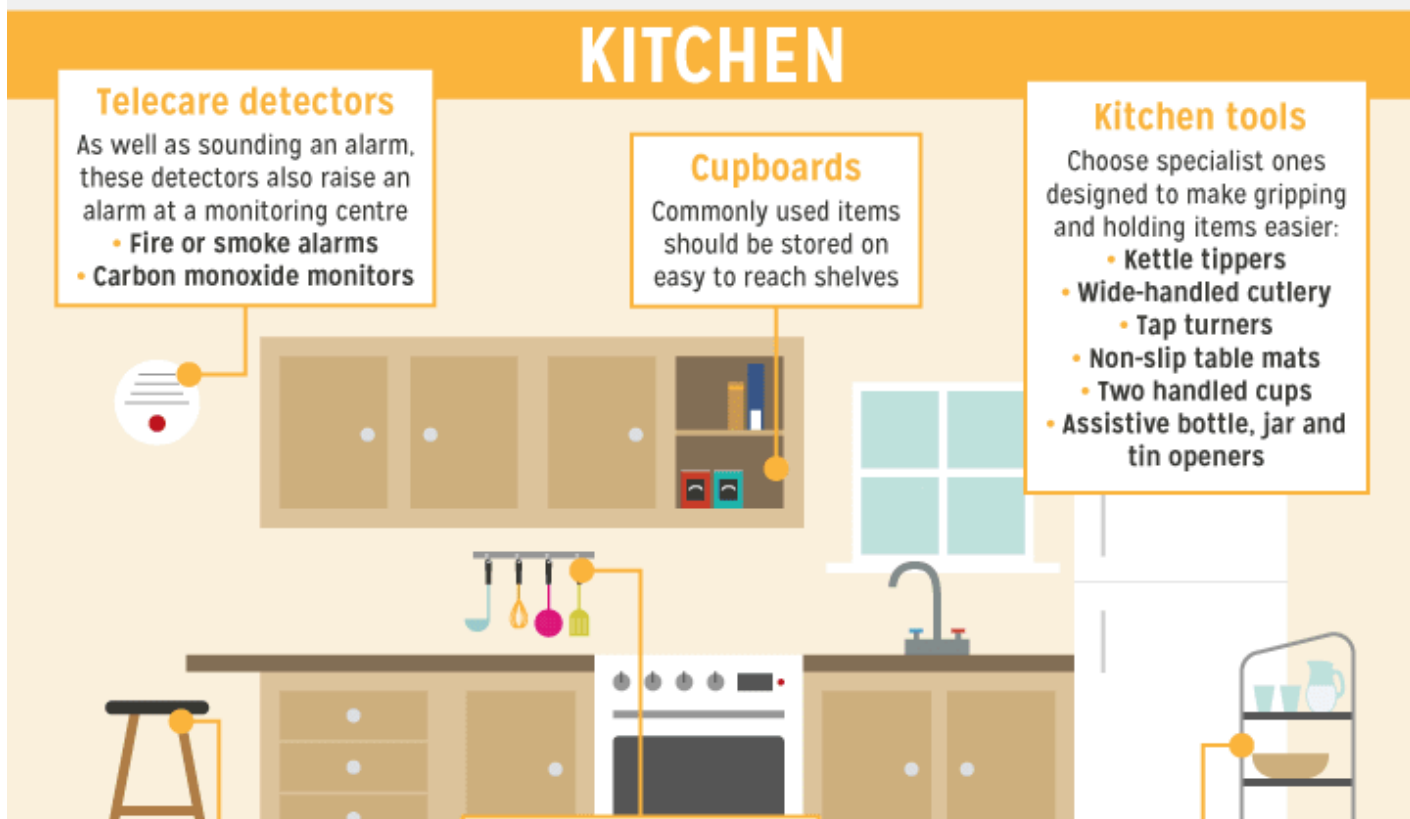 KITCHEN
Telecare detectors
As well as sounding an alarm,
these detectors also raise an
alarm at a monitoring centre
• Fire or smoke alarms
• Carbon monoxide monitors
Cupboards
Commonly used items
should be stored on
easy to reach shelves
Kitchen tools
Choose specialist ones
designed to make gripping
and holding items easier:
• Kettle tippers
• Wide-handled cutlery
• Tap turners
• Non-slip table mats
• Two handled cups
• Assistive bottle, jar and
tin openers